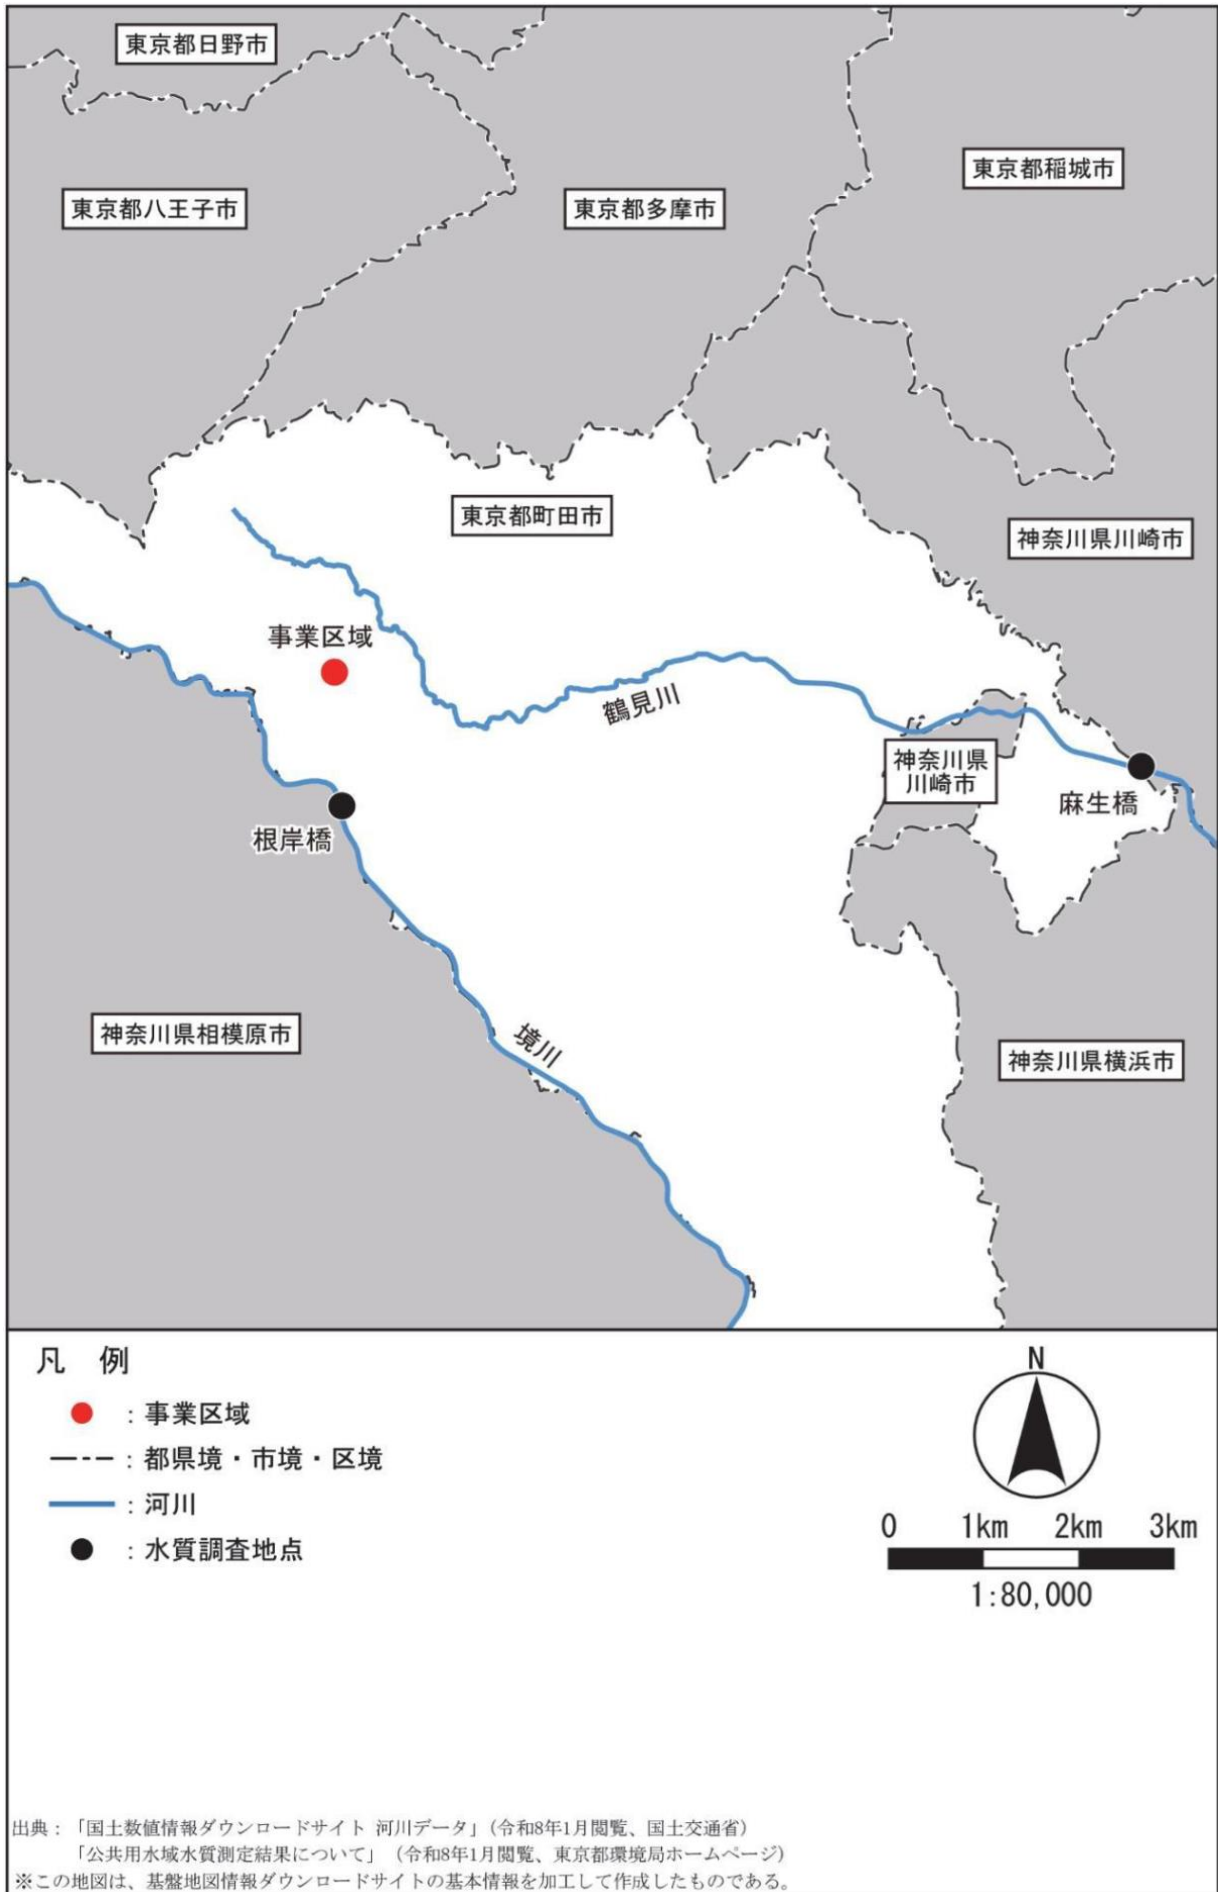 東京都日野市
東京都稲城市
東京都八王子市
東京都多摩市
東京都町田市
神奈川県川崎市
事業区域
鶴見川
神奈川県
川崎市
麻生橋
根岸橋
神奈川県相模原市
境川
神奈川県横浜市
凡　例
：事業区域
：都県境・市境・区境
：河川
：水質調査地点
N
0 1km 2km 3km
1:80,000
出典：「国土数値情報ダウンロードサイト 河川データ」（令和8年1月閲覧、国土交通省）
「公共用水域水質測定結果について」（令和8年1月閲覧、東京都環境局ホームページ）
※この地図は、基盤地図情報ダウンロードサイトの基本情報を加工して作成したものである。